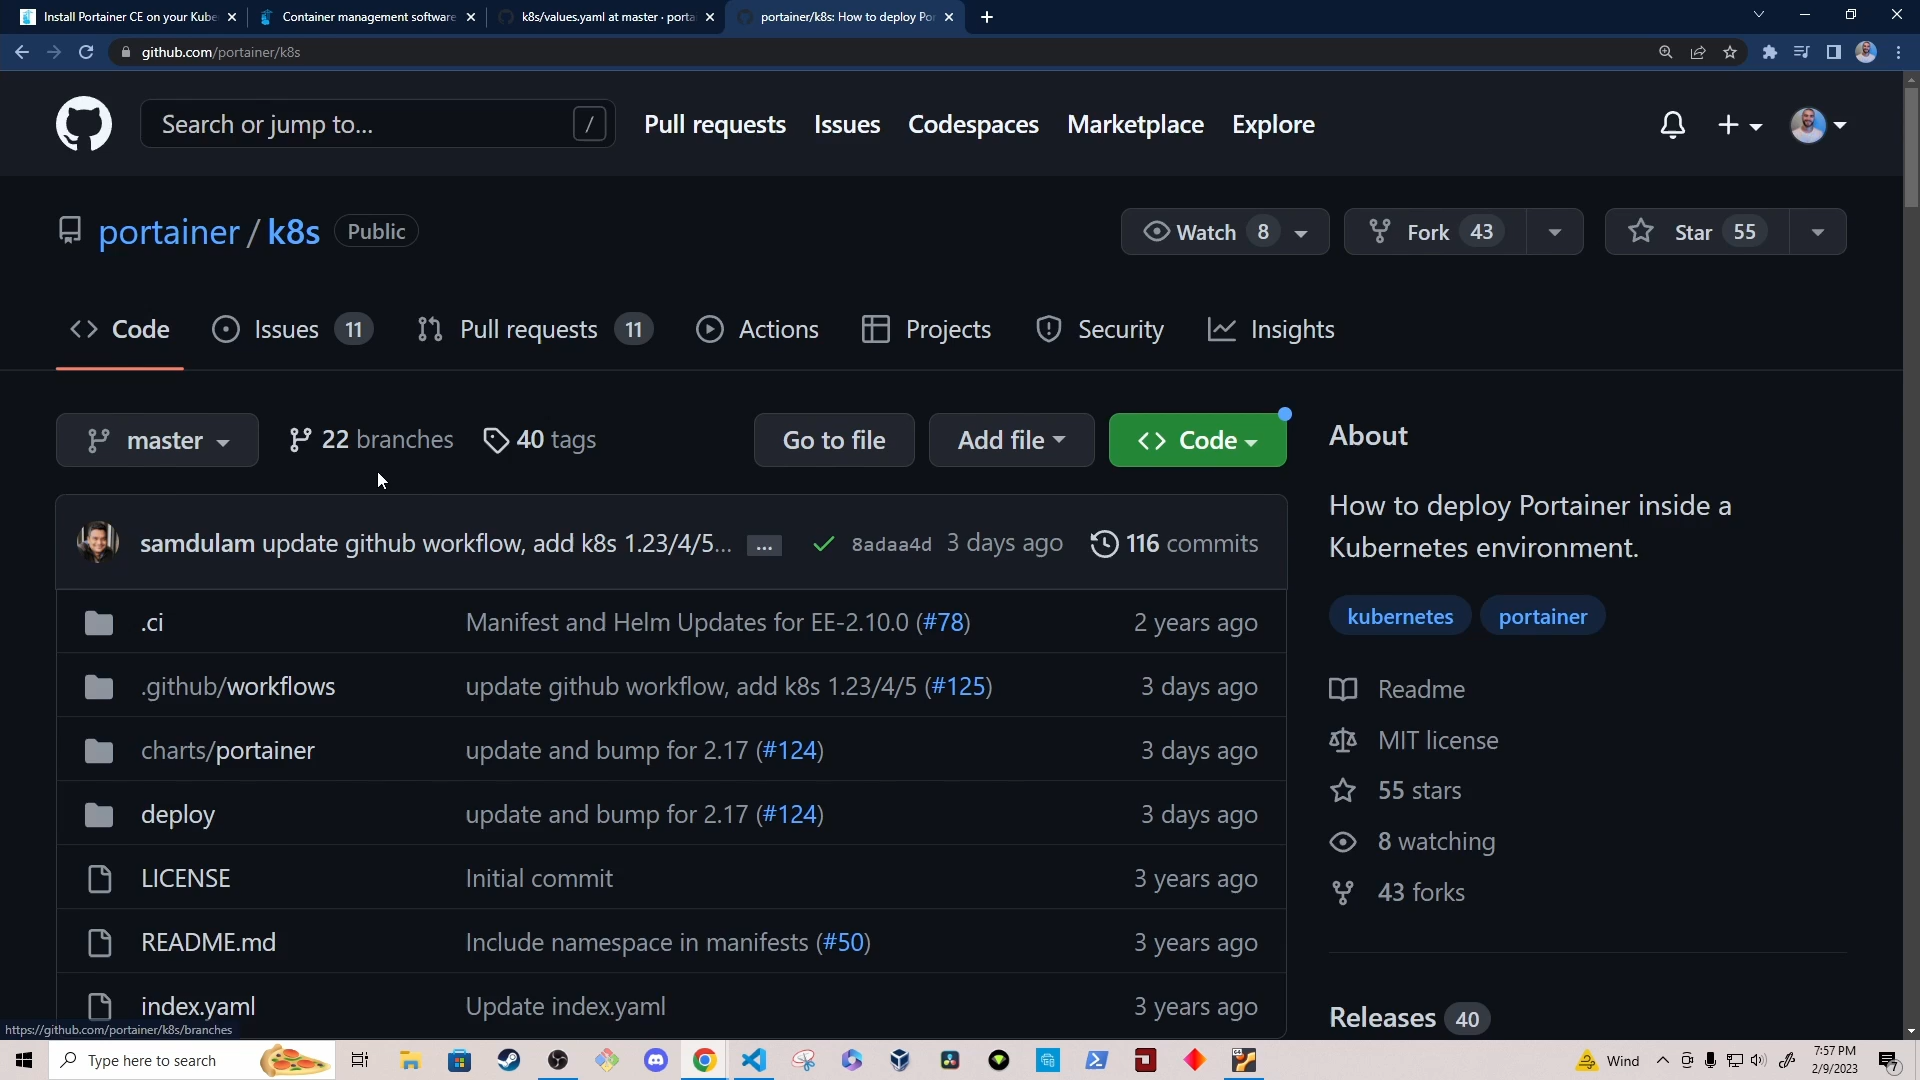 Install Portainer CE on your Kube
Container management software
k8s/values.yaml at master · porta
portainer/k8s: How to deploy Por
github.com/portainer/k8s
Search or jump to...
/
Pull requests
Issues
Codespaces
Marketplace
Explore
portainer / k8s
Public
Watch 8
Fork 43
Star 55
Code
Issues 11
Pull requests 11
Actions
Projects
Security
Insights
master
22 branches
40 tags
Go to file
Add file
Code
About
How to deploy Portainer inside a
Kubernetes environment.
kubernetes
portainer
Readme
MIT license
55 stars
8 watching
43 forks
Releases 40
samdulam update github workflow, add k8s 1.23/4/5... ... 8adaa4d 3 days ago 116 commits
.ci Manifest and Helm Updates for EE-2.10.0 (#78) 2 years ago
.github/workflows update github workflow, add k8s 1.23/4/5 (#125) 3 days ago
charts/portainer update and bump for 2.17 (#124) 3 days ago
deploy update and bump for 2.17 (#124) 3 days ago
LICENSE Initial commit 3 years ago
README.md Include namespace in manifests (#50) 3 years ago
index.yaml Update index.yaml 3 years ago
https://github.com/portainer/k8s/branches
Type here to search
Wind
7:57 PM
2/9/2023
7